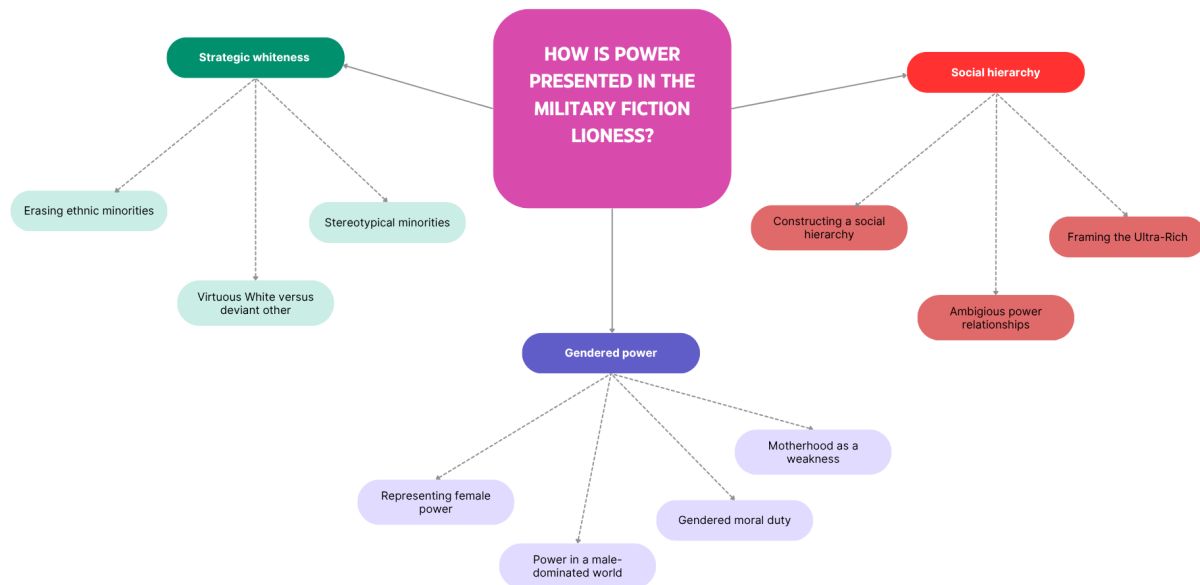 HOW IS POWER
PRESENTED IN THE
MILITARY FICTION
LIONESS?
Strategic whiteness
Erasing ethnic minorities
Virtuous White versus
deviant other
Stereotypical minorities
Social hierarchy
Constructing a social
hierarchy
Ambigious power
relationships
Framing the Ultra-Rich
Gendered power
Representing female
power
Power in a male-
dominated world
Gendered moral duty
Motherhood as a
weakness